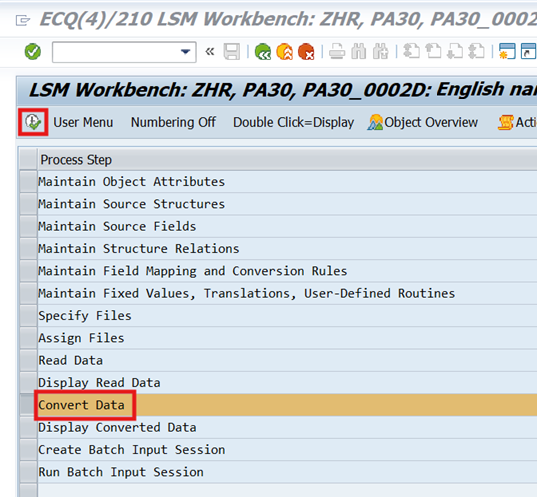 ECQ(4)/210 LSM Workbench: ZHR, PA30, PA30_0002
LSM Workbench: ZHR, PA30, PA30_0002D: English na
User Menu Numbering Off Double Click=Display Object Overview Acti
Process Step
Maintain Object Attributes
Maintain Source Structures
Maintain Source Fields
Maintain Structure Relations
Maintain Field Mapping and Conversion Rules
Maintain Fixed Values, Translations, User-Defined Routines
Specify Files
Assign Files
Read Data
Display Read Data
Convert Data
Display Converted Data
Create Batch Input Session
Run Batch Input Session